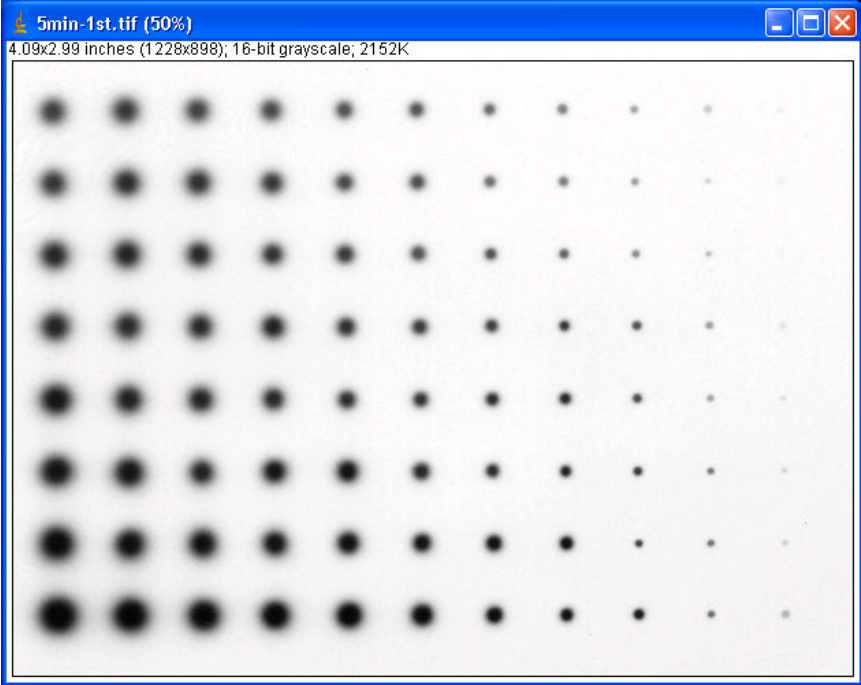 5min-1st.tif (50%)
4.09x2.99 inches (1228x898); 16-bit grayscale; 2152K